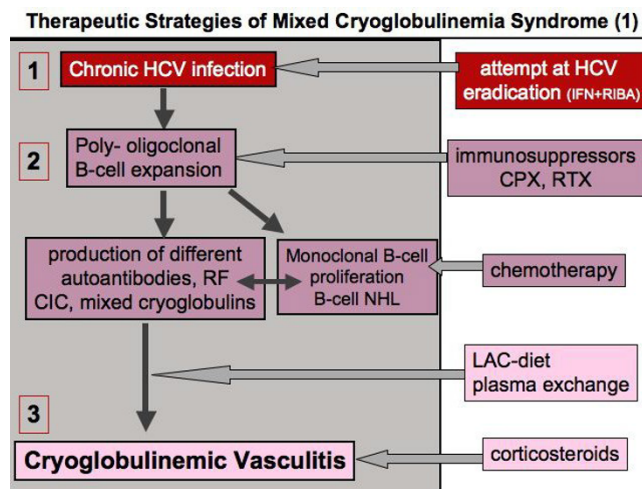 Therapeutic Strategies of Mixed Cryoglobulinemia Syndrome (1)
1
Chronic HCV infection
attempt at HCV
eradication (IFN+RIBA)
2
Poly- oligoclonal
B-cell expansion
immunosuppressors
CPX, RTX
production of different
autoantibodies, RF
CIC, mixed cryoglobulins
Monoclonal B-cell
proliferation
B-cell NHL
chemotherapy
LAC-diet
plasma exchange
3
Cryoglobulinemic Vasculitis
corticosteroids